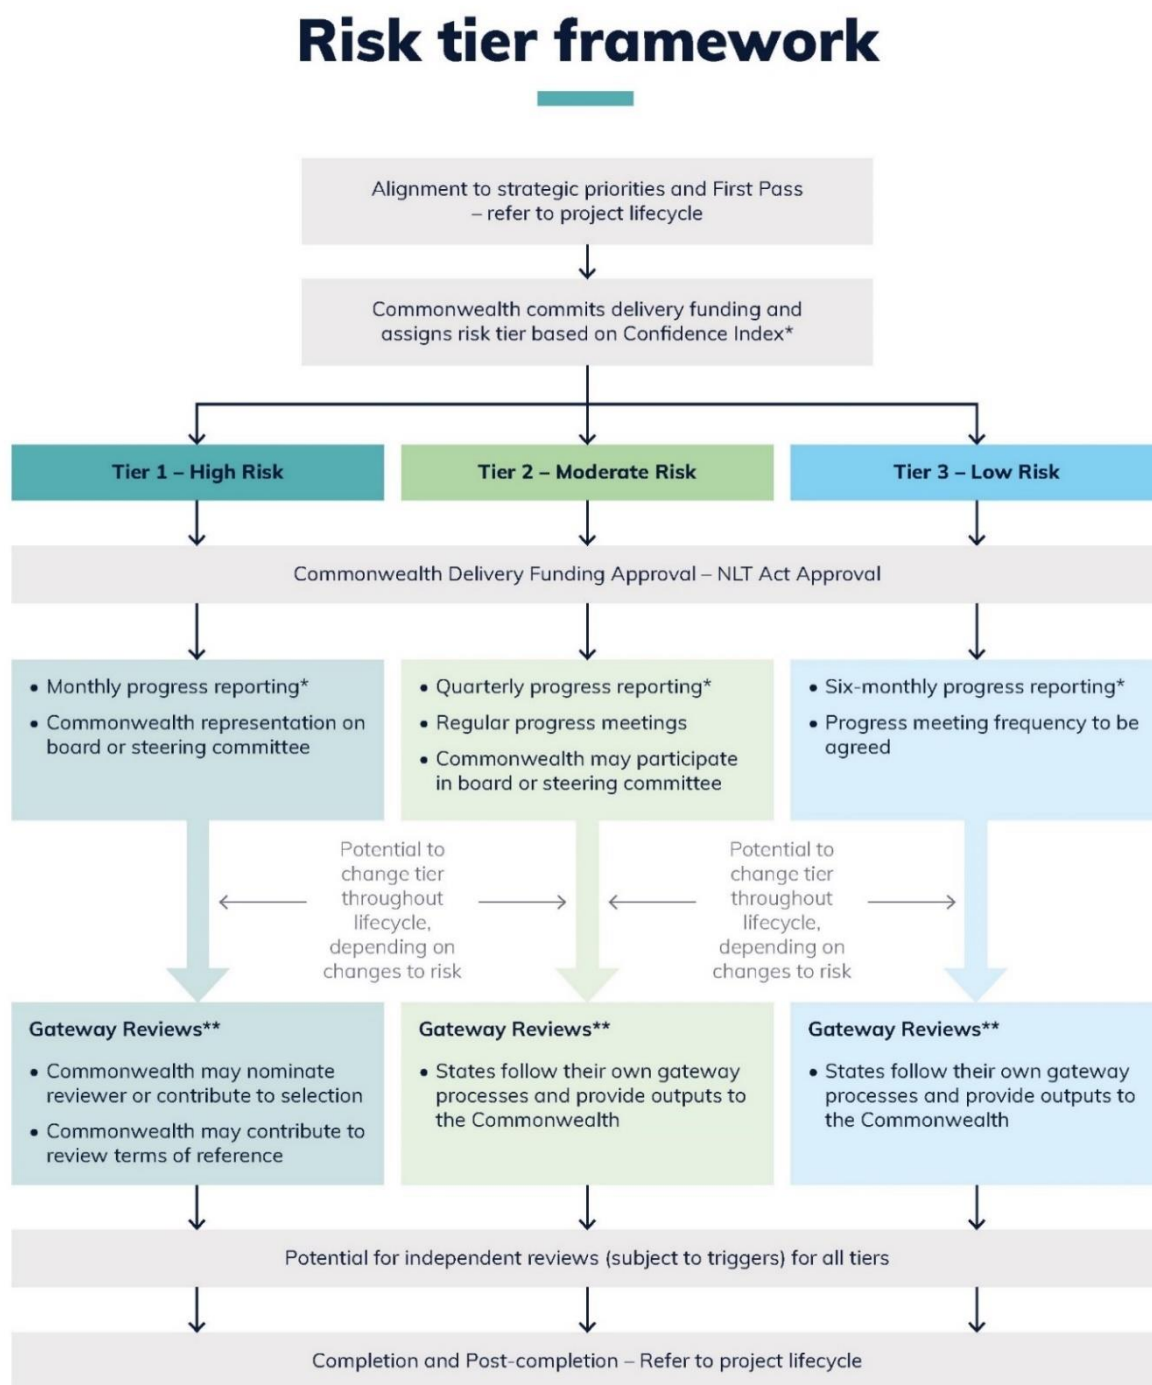 Risk tier framework
Alignment to strategic priorities and First Pass
– refer to project lifecycle
Commonwealth commits delivery funding and
assigns risk tier based on Confidence Index*
Tier 1 – High Risk
Tier 2 – Moderate Risk
Tier 3 – Low Risk
Commonwealth Delivery Funding Approval – NLT Act Approval
• Monthly progress reporting*
• Commonwealth representation on
board or steering committee
• Quarterly progress reporting*
• Regular progress meetings
• Commonwealth may participate
in board or steering committee
• Six-monthly progress reporting*
• Progress meeting frequency to be
agreed
Potential to
change tier
throughout
lifecycle,
depending on
changes to risk
Potential to
change tier
throughout
lifecycle,
depending on
changes to risk
Gateway Reviews**
• Commonwealth may nominate
reviewer or contribute to selection
• Commonwealth may contribute to
review terms of reference
Gateway Reviews**
• States follow their own gateway
processes and provide outputs to
the Commonwealth
Gateway Reviews**
• States follow their own gateway
processes and provide outputs to
the Commonwealth
Potential for independent reviews (subject to triggers) for all tiers
Completion and Post-completion – Refer to project lifecycle